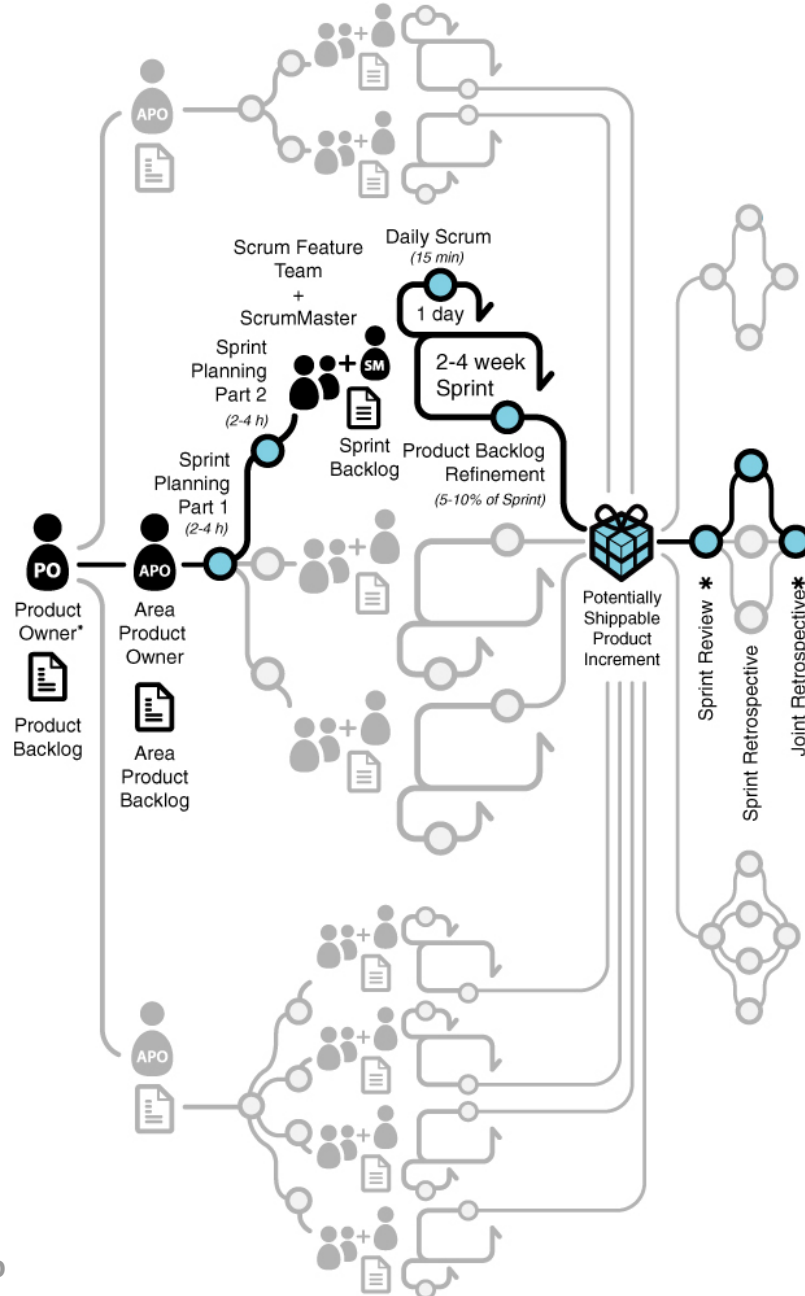 APO
Scrum Feature
Team
+
ScrumMaster
Daily Scrum
(15 min)
1 day
Sprint
Planning
Part 2
(2-4 h)
+
SM
2-4 week
Sprint
Sprint
Backlog
Product Backlog
Refinement
(5-10% of Sprint)
Sprint
Planning
Part 1
(2-4 h)
PO
APO
Product
Owner*
Product
Backlog
Area
Product
Owner
Area
Product
Backlog
Potentially
Shippable
Product
Increment
Sprint Review *
Sprint Retrospective
Joint Retrospective*
APO